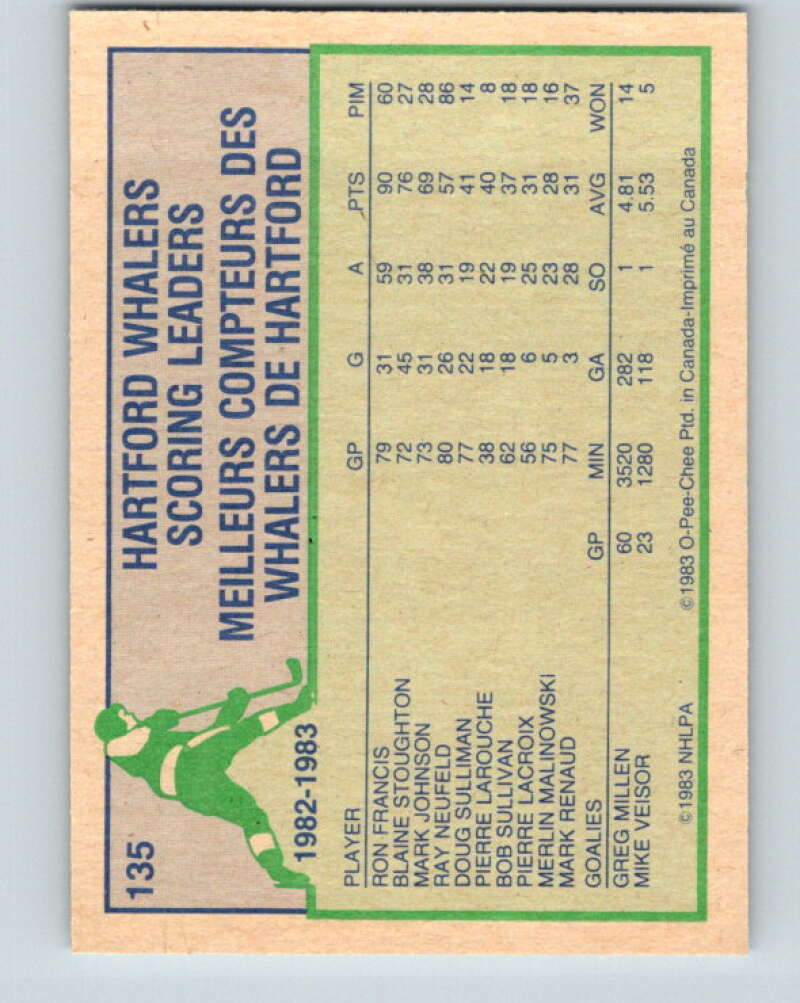 135
HARTFORD WHALERS
SCORING LEADERS
MEILLEURS COMPTEURS DES
WHALERS DE HARTFORD
1982-1983
PLAYER GP G A PTS PIM
RON FRANCIS 79 31 59 90 60
BLAINE STOUGHTON 72 45 31 76 27
MARK JOHNSON 73 31 38 69 28
RAY NEUFELD 80 26 31 57 86
DOUG SULLIMAN 77 22 19 41 14
PIERRE LAROUCHE 38 18 22 40 8
BOB SULLIVAN 62 18 19 37 18
PIERRE LACROIX 56 6 25 31 18
MERLIN MALINOWSKI 75 5 23 28 16
MARK RENAUD 77 3 28 31 37
GOALIES GP MIN GA SO AVG WON
GREG MILLEN 60 3520 282 1 4.81 14
MIKE VEISOR 23 1280 118 1 5.53 5
©1983 NHLPA ©1983 O-Pee-Chee Ptd. in Canada-Imprimé au Canada